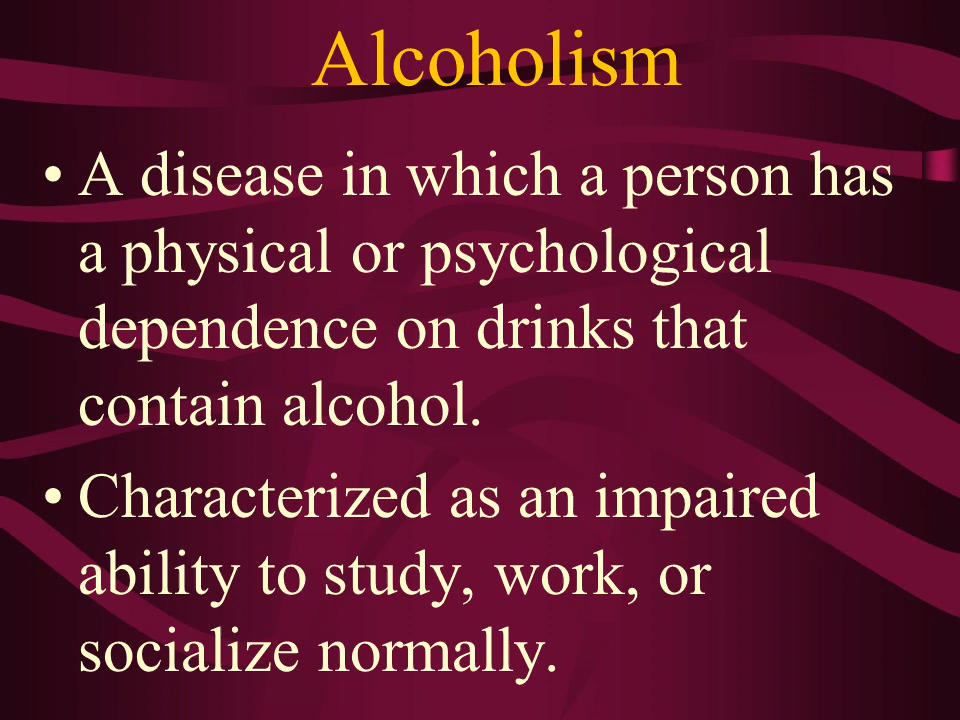 Alcoholism
• A disease in which a person has
a physical or psychological
dependence on drinks that
contain alcohol.
• Characterized as an impaired
ability to study, work, or
socialize normally.